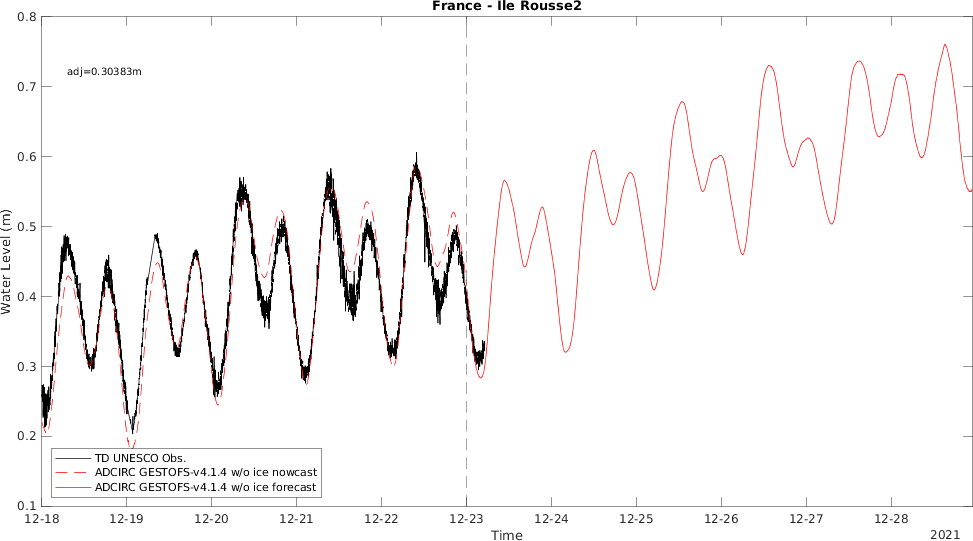 France - Ile Rousse2
adj=0.30383m
0.8
0.7
0.6
0.5
0.4
0.3
0.2
0.1
Water Level (m)
TD UNESCO Obs.
ADCIRC GESTOFS-v4.1.4 w/o ice nowcast
ADCIRC GESTOFS-v4.1.4 w/o ice forecast
12-18 12-19 12-20 12-21 12-22 12-23 12-24 12-25 12-26 12-27 12-28
Time
2021